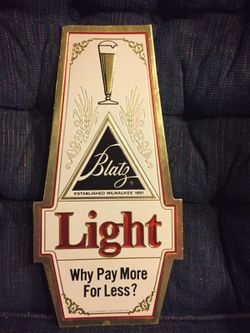 Blatz
ESTABLISHED MILWAUKEE 1851
Light
Why Pay More
For Less?